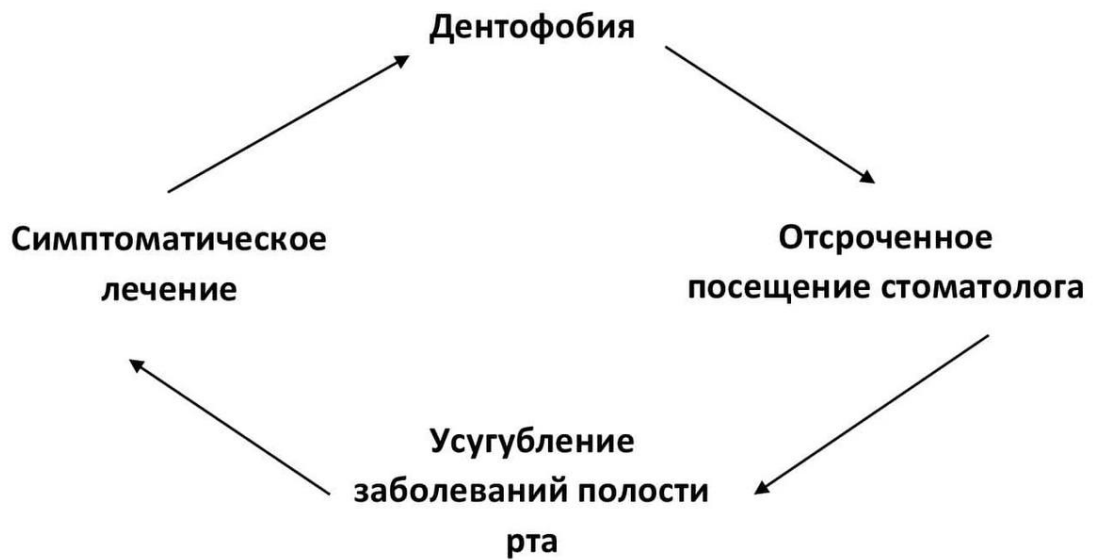 Дентофобия
Симптоматическое
лечение
Отсроченное
посещение стоматолога
Усугубление
заболеваний полости
рта